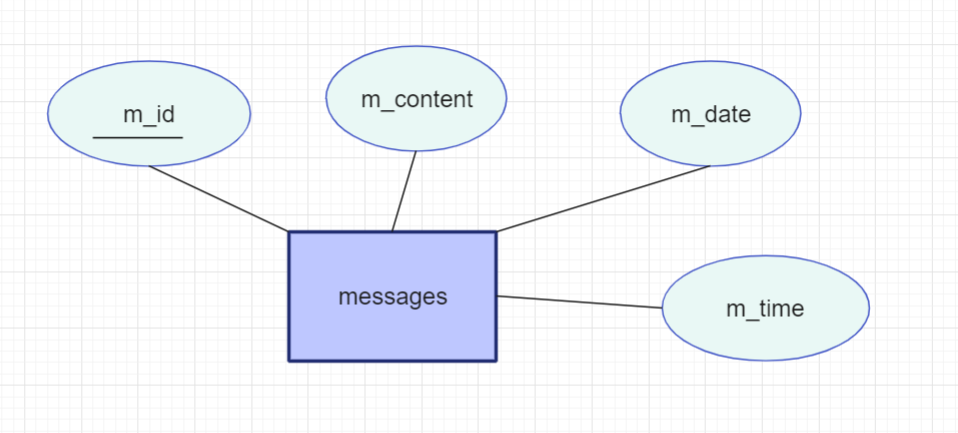 m_id
m_content
m_date
messages
m_time